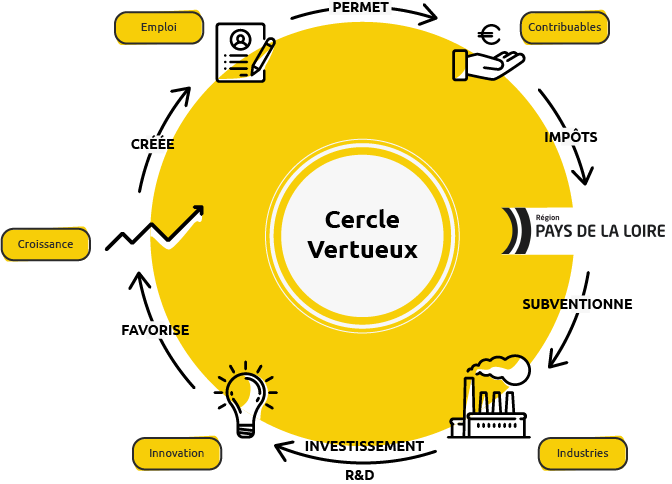 PERMET
Emploi
Contribuables
€
CRÉÉE
IMPÔTS
Cercle
Vertueux
Région
PAYS DE LA LOIRE
Croissance
SUBVENTIONNE
FAVORISE
INVESTISSEMENT
R&D
Innovation
Industries